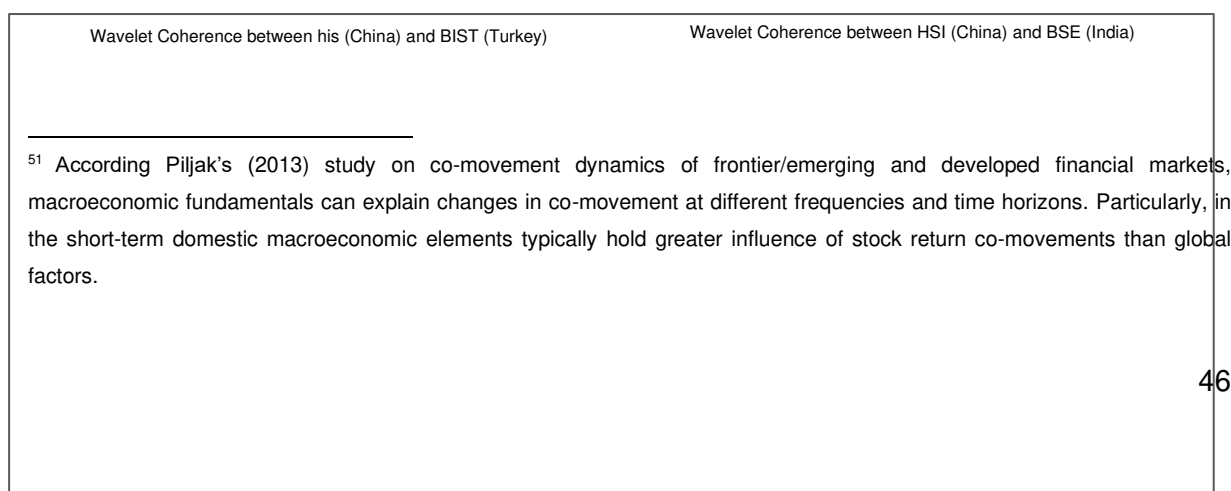 Wavelet Coherence between his (China) and BIST (Turkey)
Wavelet Coherence between HSI (China) and BSE (India)
51 According Piljak’s (2013) study on co-movement dynamics of frontier/emerging and developed financial markets,
macroeconomic fundamentals can explain changes in co-movement at different frequencies and time horizons. Particularly, in
the short-term domestic macroeconomic elements typically hold greater influence of stock return co-movements than global
factors.
46